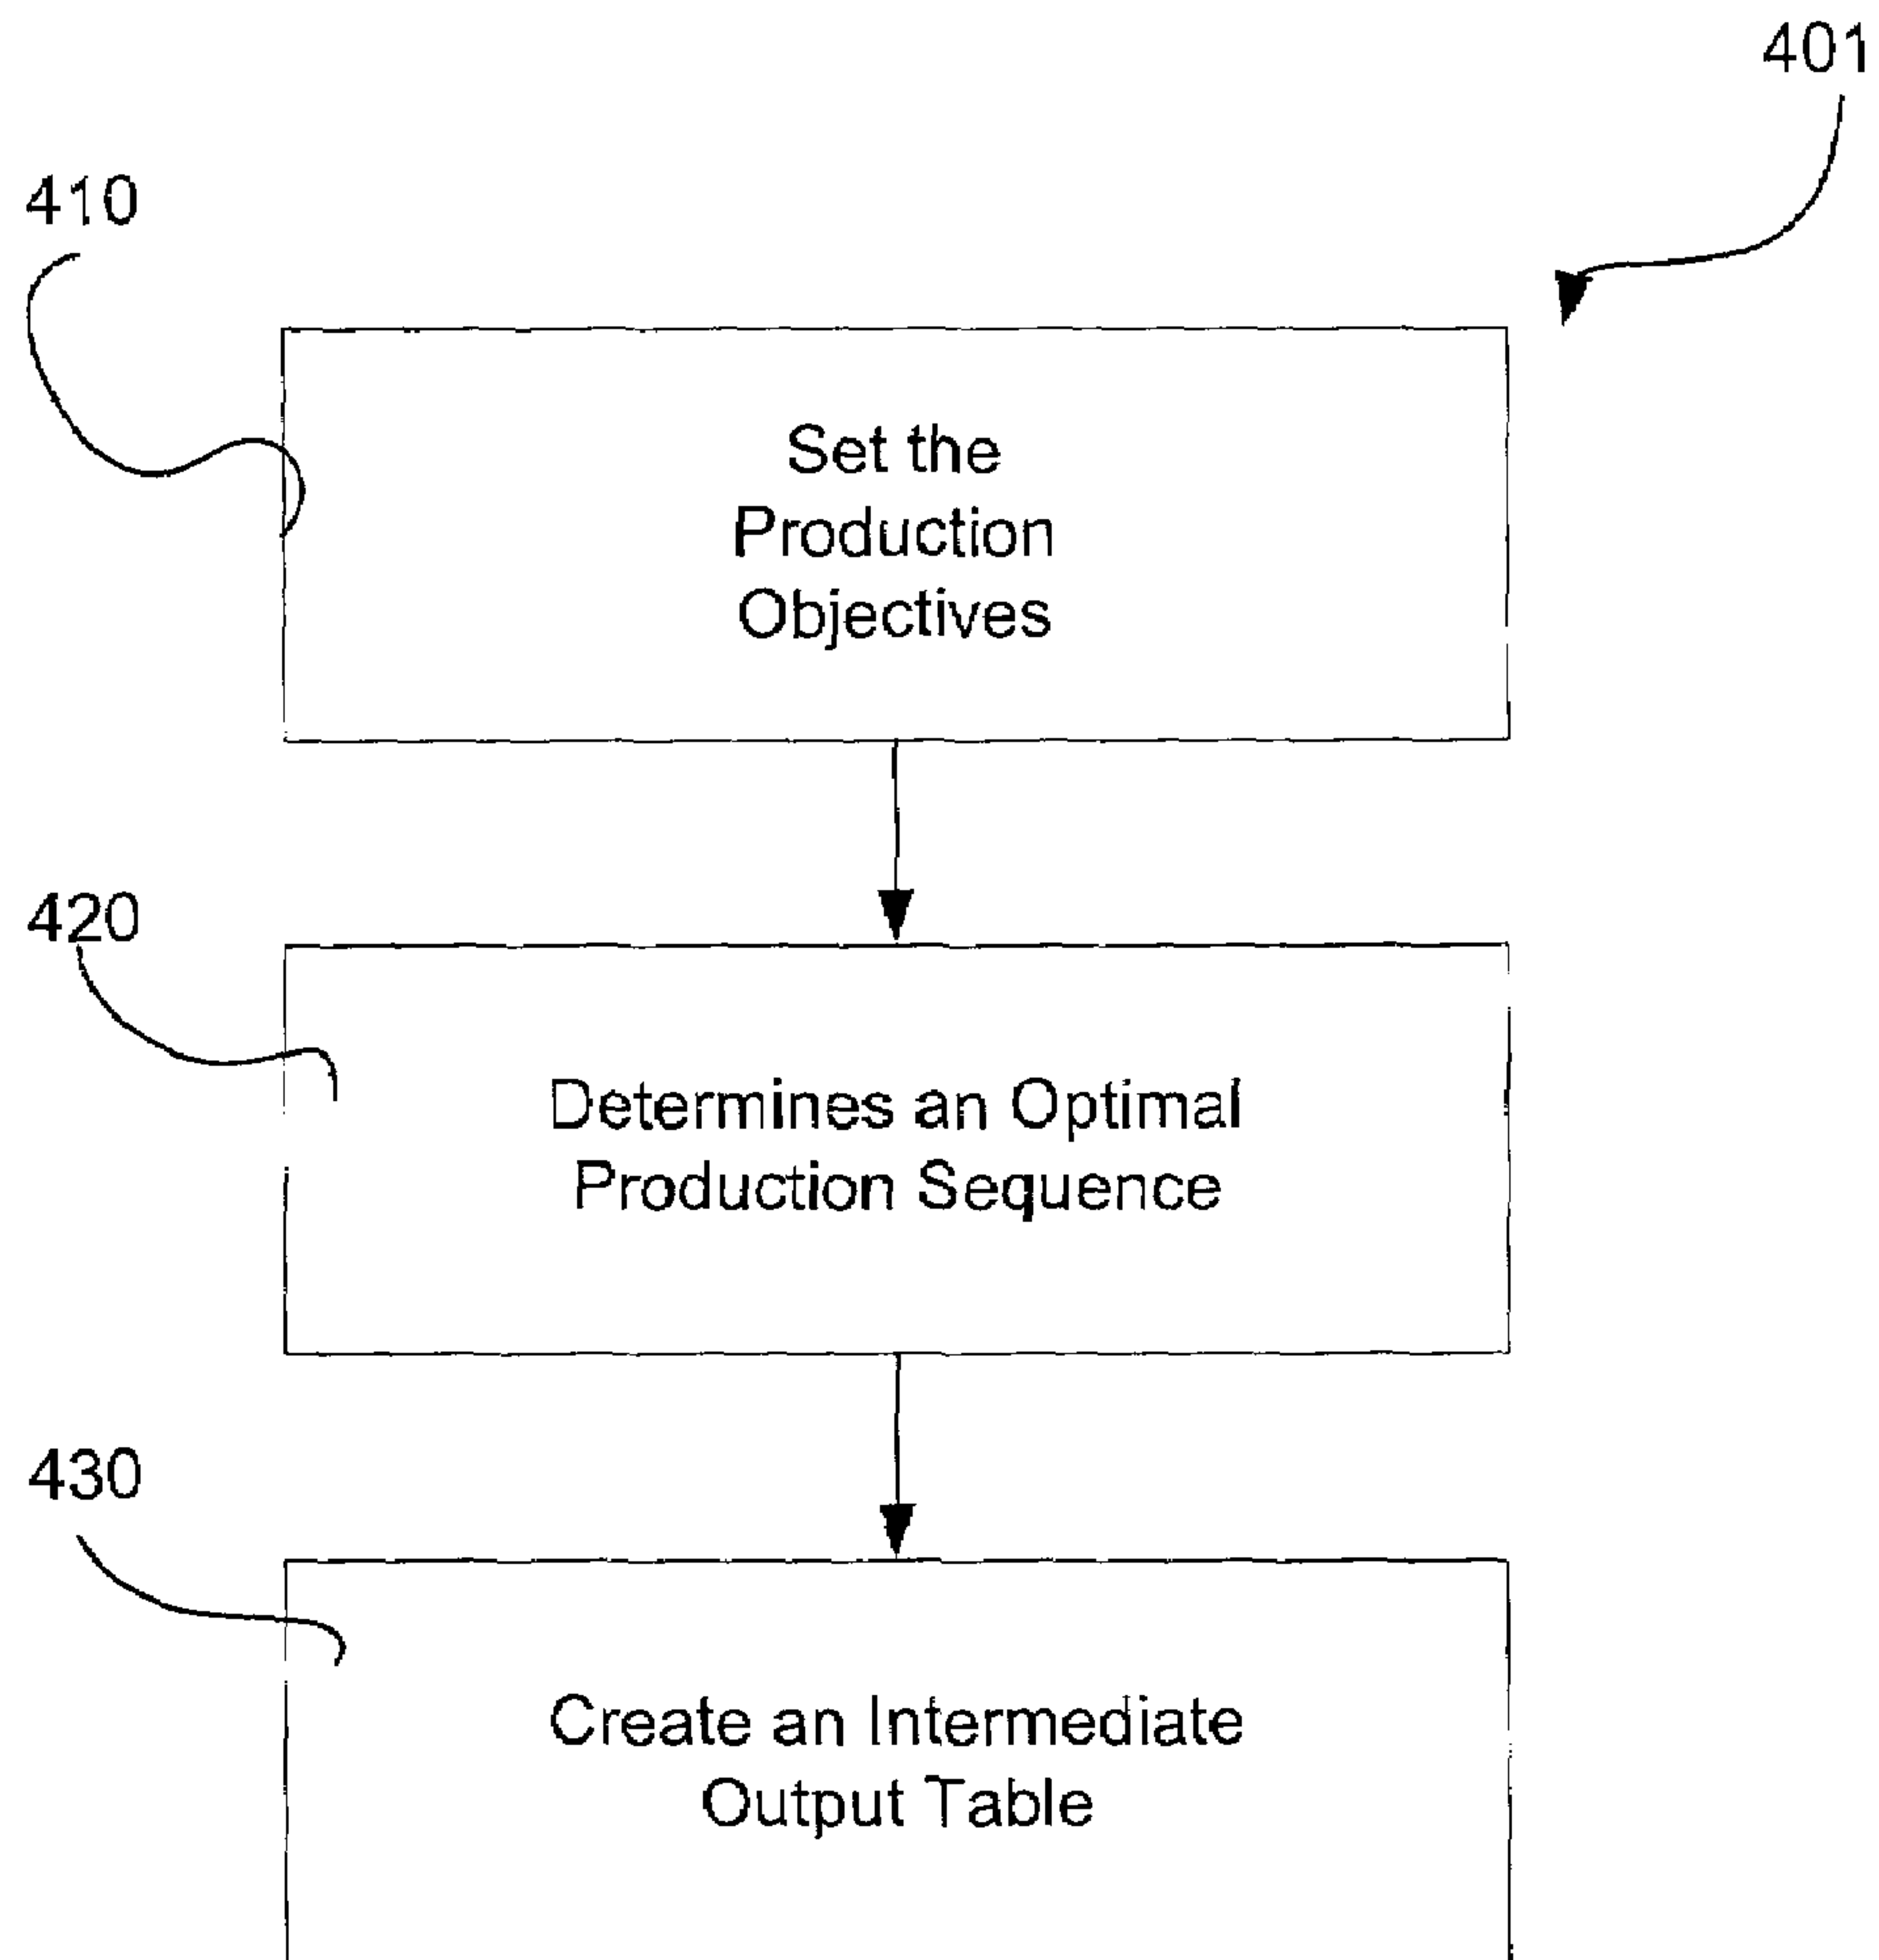 401
410
Set the
Production
Objectives
420
Determines an Optimal
Production Sequence
430
Create an Intermediate
Output Table